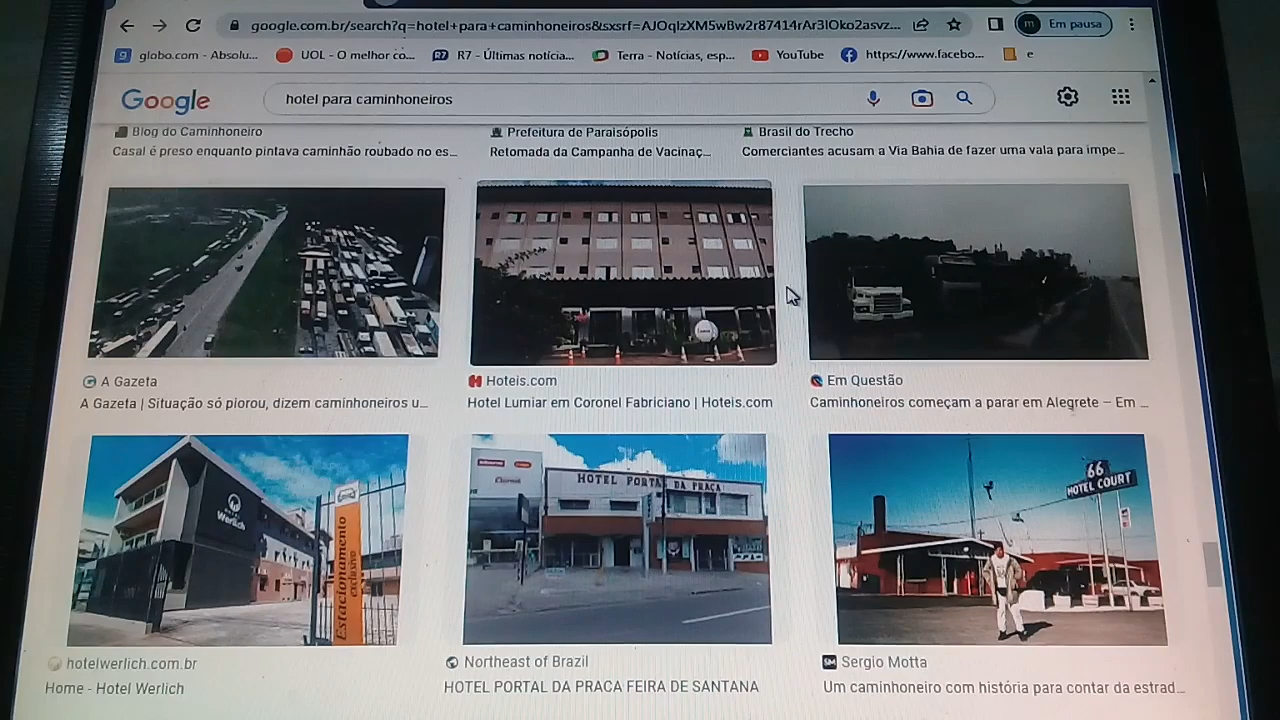 google.com.br/search?q=hotel+para+caminhoneiros&sxsrf=
Em pausa
globo.com - Abso...
UOL - O melhor co...
R7 - Últimas notícia...
Terra - Notícias, esp...
YouTube
https://www.facebo...
e
Google
hotel para caminhoneiros
Blog do Caminhoneiro
Prefeitura de Paraisópolis
Brasil do Trecho
Casal é preso enquanto pintava caminhão roubado no es...
Retomada da Campanha de Vacinaç...
Comerciantes acusam a Via Bahia de fazer uma vala para impe...
A Gazeta
Hoteis.com
Em Questão
A Gazeta | Situação só piorou, dizem caminhoneiros u...
Hotel Lumiar em Coronel Fabriciano | Hoteis.com
Caminhoneiros começam a parar em Alegrete – Em ...
HOTEL
Werlich
Estacionamento
exclusivo
HOTEL PORTAL DA PRAÇA
66
HOTEL COURT
hotelwerlich.com.br
Northeast of Brazil
SM
Sergio Motta
Home - Hotel Werlich
HOTEL PORTAL DA PRACA FEIRA DE SANTANA
Um caminhoneiro com história para contar da estrad...